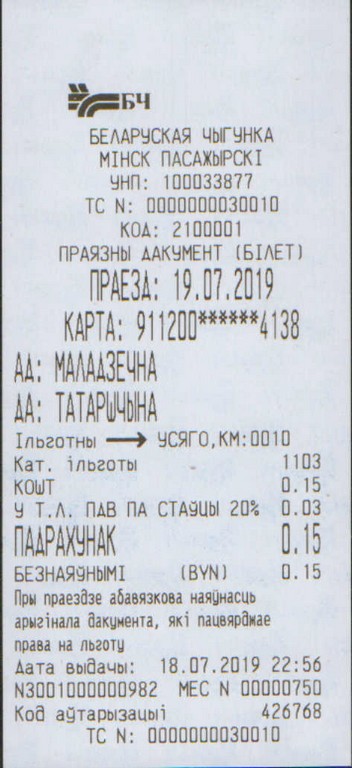 БЧ
БЕЛАРУСКАЯ ЧЫГУНКА
МІНСК ПАСАЖЫРСКІ
УНП: 100033877
ТС N: 0000000030010
КОД: 2100001
ПРАЯЗНЫ ДАКУМЕНТ (БІЛЕТ)
ПРАЕЗД: 19.07.2019
КАРТА: 911200******4138
АД: МАЛАДЗЕЧНА
ДА: ТАТАРШЧЫНА
Ільготны → УСЯГО,КМ:0010
Кат. ільготы 1103
КОШТ 0.15
У Т.Л. ПДВ ПА СТАЎЦЫ 20% 0.03
ПАДРАХУНАК 0.15
БЕЗНАЯЎНЫМІ (BYN) 0.15
Пры праездзе абавязкова наяўнасць
арыгінала дакумента, які пацвярджае
права на льготу
Дата выдачы: 18.07.2019 22:56
N3001000000982 МЕС N 00000750
Код аўтарызацыі 426768
ТС N: 0000000030010